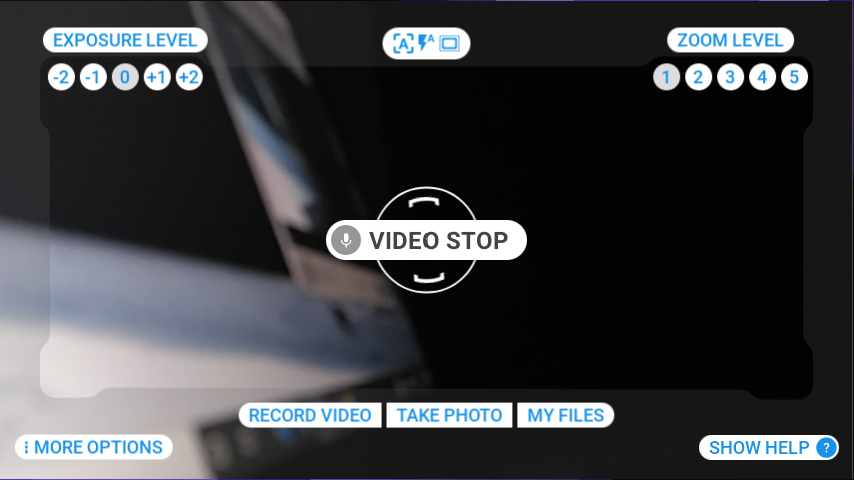 EXPOSURE LEVEL
-2 -1 0 +1 +2
A A
ZOOM LEVEL
1 2 3 4 5
VIDEO STOP
RECORD VIDEO TAKE PHOTO MY FILES
MORE OPTIONS
SHOW HELP ?